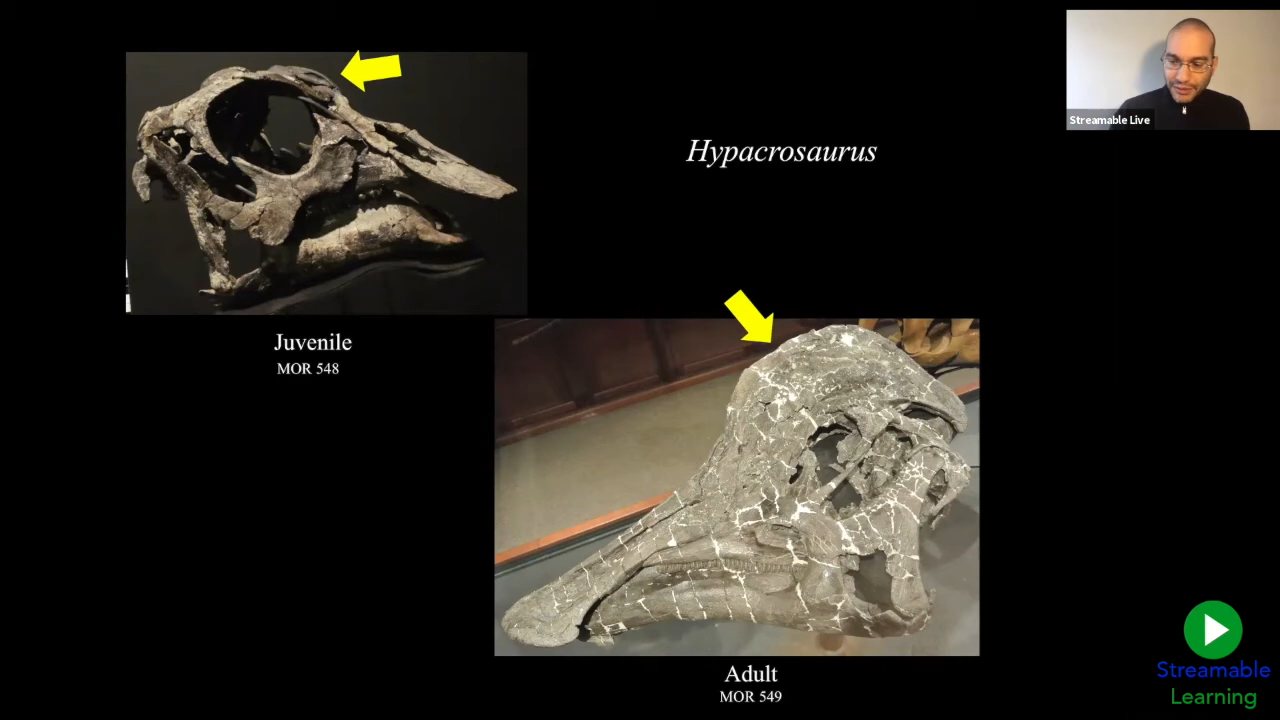 Streamable Live
Hypacrosaurus
Juvenile
MOR 548
Adult
MOR 549
Streamable
Learning